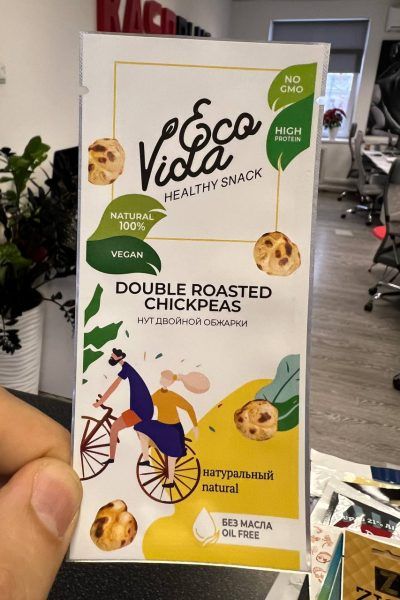 NO
GMO
HIGH
PROTEIN
Eco
Vida
HEALTHY SNACK
NATURAL
100%
VEGAN
DOUBLE ROASTED
CHICKPEAS
НУТ ДВОЙНОЙ ОБЖАРКИ
натуральный
natural
БЕЗ МАСЛА
OIL FREE